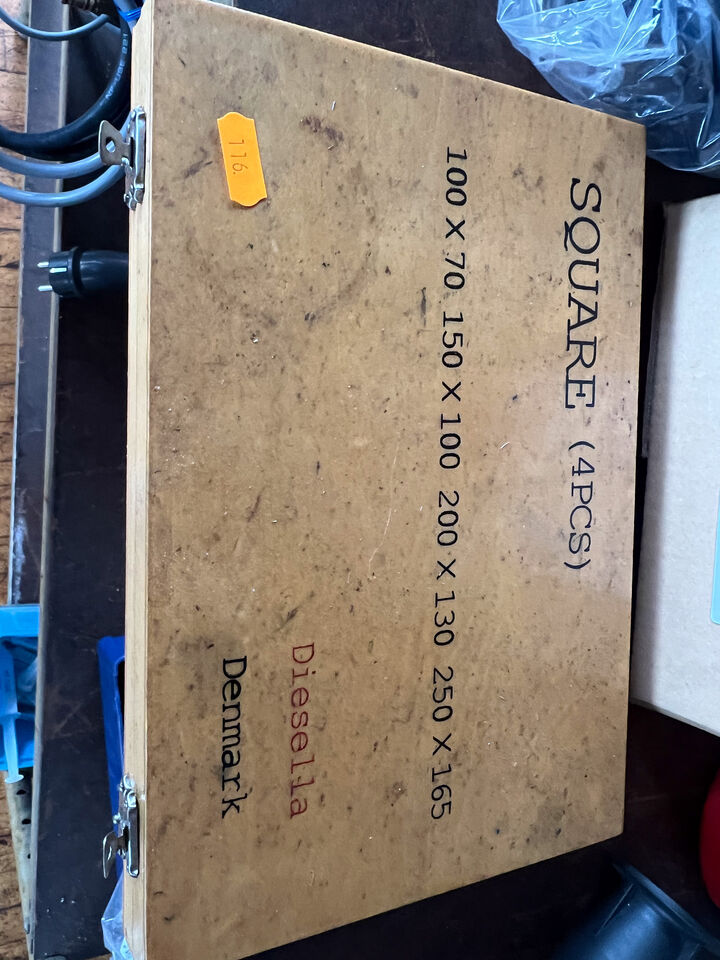 SQUARE (4PCS)
100 X 70 150 X 100 200 X 130 250 X 165
Diesella
Denmark
116.